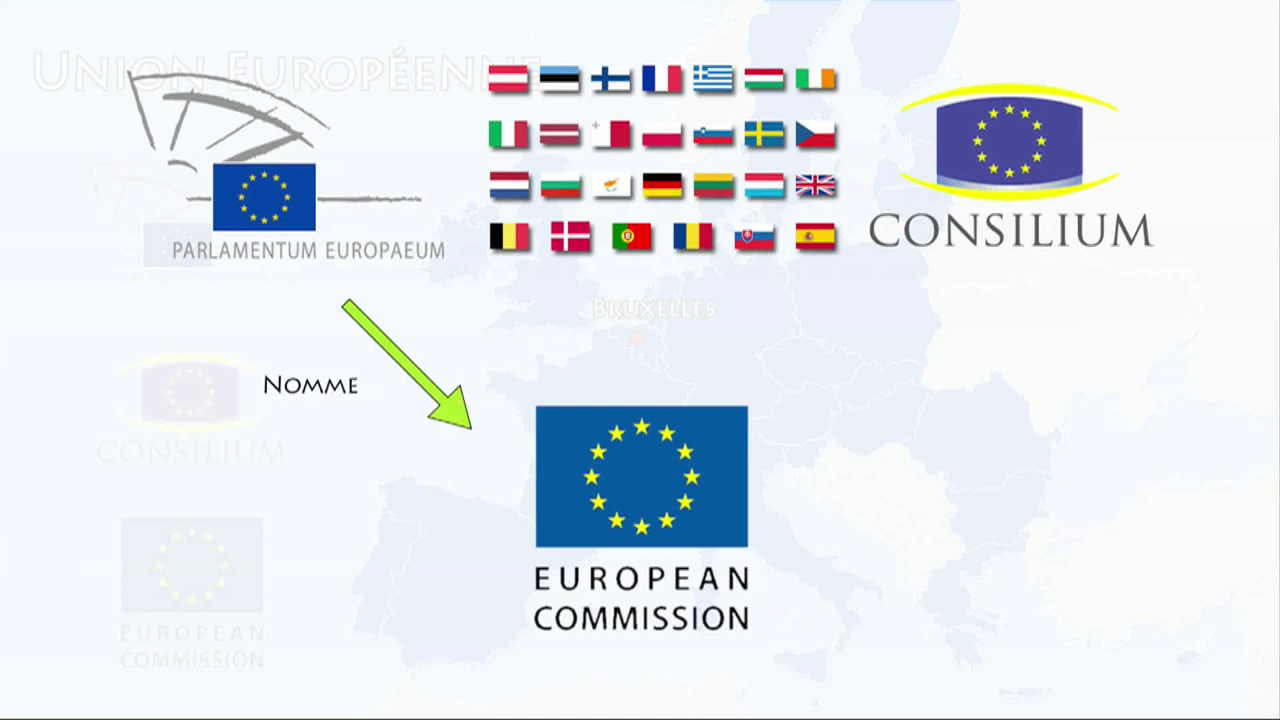 UNION EUROPÉENNE
PARLAMENTUM EUROPAEUM
CONSILIUM
BRUXELLES
NOMME
CONSILIUM
EUROPEAN
COMMISSION
EUROPEAN
COMMISSION